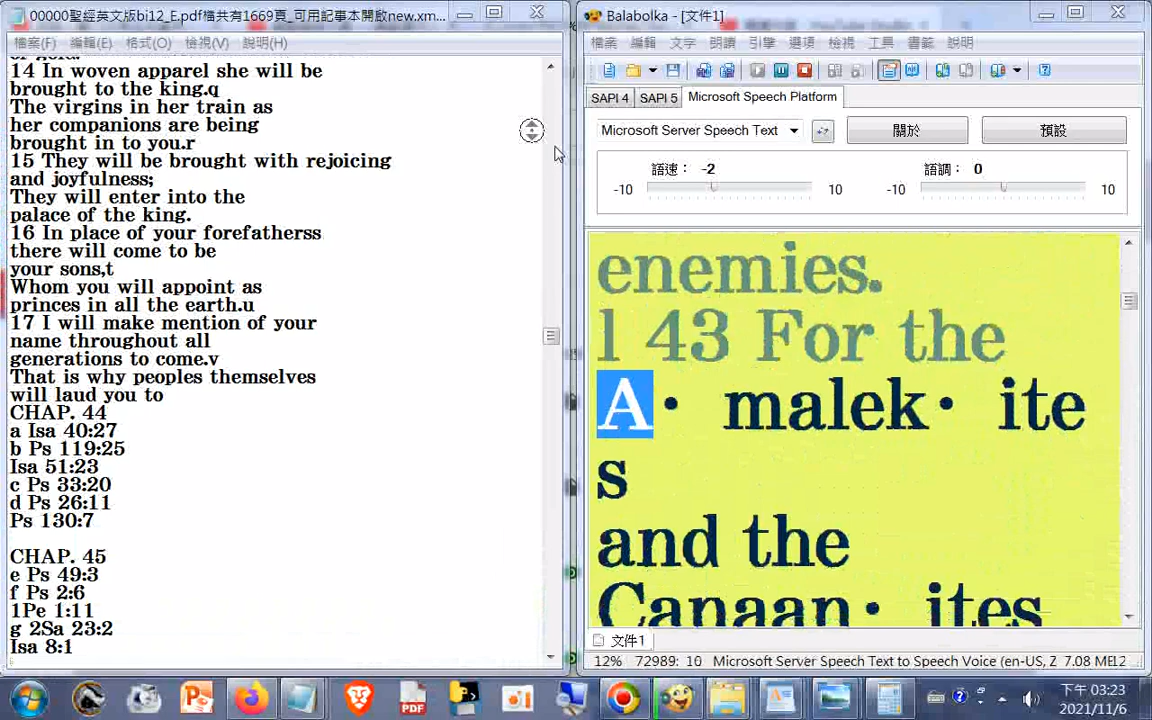 00000聖經英文版bi12_E.pdf檔共有1669頁_可用記事本開啟new.xm...
檔案(F) 編輯(E) 格式(O) 檢視(V) 說明(H)
of gold.
14 In woven apparel she will be
brought to the king.q
The virgins in her train as
her companions are being
brought in to you.r
15 They will be brought with rejoicing
and joyfulness;
They will enter into the
palace of the king.
16 In place of your forefatherss
there will come to be
your sons,t
Whom you will appoint as
princes in all the earth.u
17 I will make mention of your
name throughout all
generations to come.v
That is why peoples themselves
will laud you to
CHAP. 44
a Isa 40:27
b Ps 119:25
Isa 51:23
c Ps 33:20
d Ps 26:11
Ps 130:7
CHAP. 45
e Ps 49:3
f Ps 2:6
1Pe 1:11
g 2Sa 23:2
Isa 8:1
Balabolka - [文件1]
檔案 編輯 文字 朗讀 引擎 選項 檢視 工具 書籤 說明
SAPI 4 SAPI 5 Microsoft Speech Platform
Microsoft Server Speech Text 關於 預設
語速： -2 語調： 0
-10 10 -10 10
enemies.
l 43 For the
A· malek· ite
s
and the
Canaan· ites
文件1
12% 72989: 10 Microsoft Server Speech Text to Speech Voice (en-US, Z 7.08 ME12
PDF
下午 03:23
2021/11/6